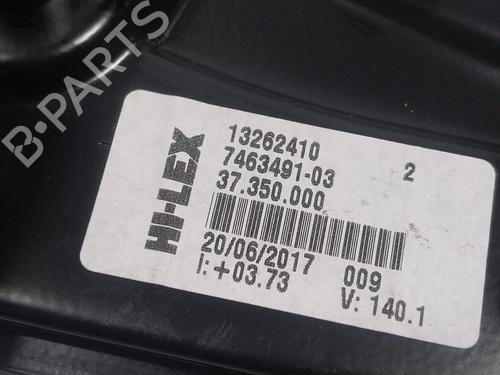 B-PARTS
HI-LEX
13262410 2
7463491-03
37.350.000
20/06/2017 009
I:+03.73 V: 140.1